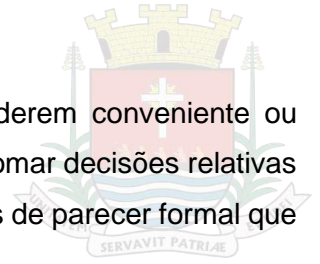 derem conveniente ou
omar decisões relativas
s de parecer formal que
SERVAVIT PATRIAE